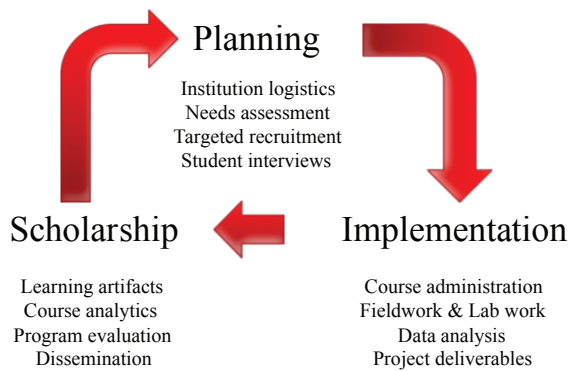 Planning
Institution logistics
Needs assessment
Targeted recruitment
Student interviews
Scholarship
Learning artifacts
Course analytics
Program evaluation
Dissemination
Implementation
Course administration
Fieldwork & Lab work
Data analysis
Project deliverables